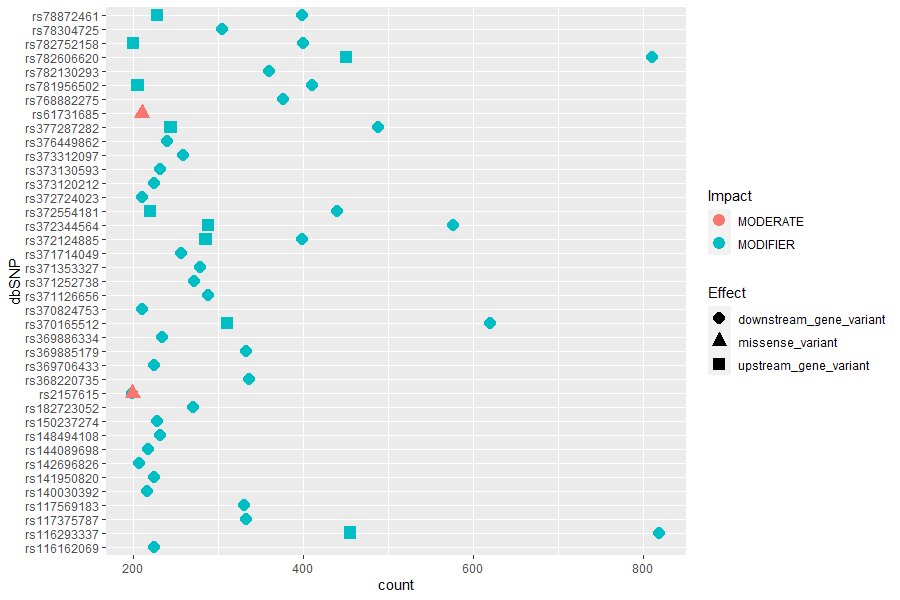 rs78872461
rs78304725
rs782752158
rs782606620
rs782130293
rs781956502
rs768882275
rs61731685
rs377287282
rs376449862
rs373312097
rs373130593
rs373120212
rs372724023
rs372554181
rs372344564
rs372124885
rs371714049
rs371353327
rs371252738
rs371126656
rs370824753
rs370165512
rs369886334
rs369885179
rs369706433
rs368220735
rs2157615
rs182723052
rs150237274
rs148494108
rs144089698
rs142696826
rs141950820
rs140030392
rs117569183
rs117375787
rs116293337
rs116162069
dbSNP
200 400 600 800
count
Impact
MODERATE
MODIFIER
Effect
downstream_gene_variant
missense_variant
upstream_gene_variant